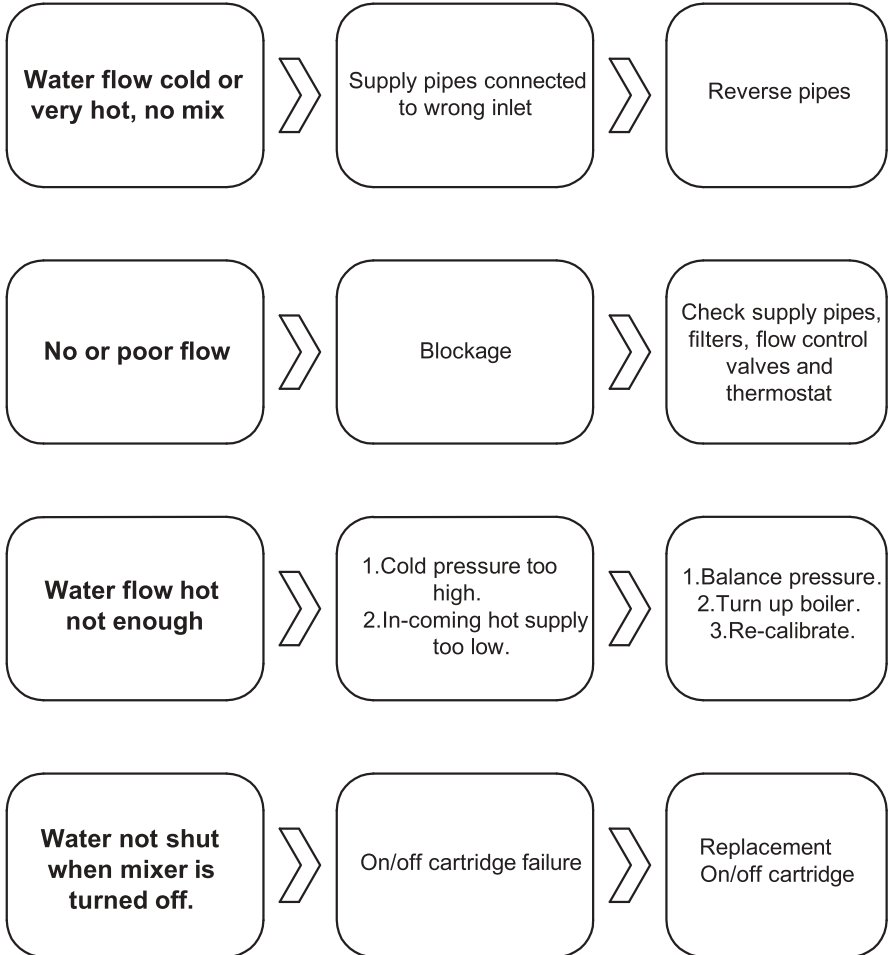 Water flow cold or
very hot, no mix
Supply pipes connected
to wrong inlet
Reverse pipes
No or poor flow
Blockage
Check supply pipes,
filters, flow control
valves and
thermostat
Water flow hot
not enough
1.Cold pressure too
high.
2.In-coming hot supply
too low.
1.Balance pressure.
2.Turn up boiler.
3.Re-calibrate.
Water not shut
when mixer is
turned off.
On/off cartridge failure
Replacement
On/off cartridge